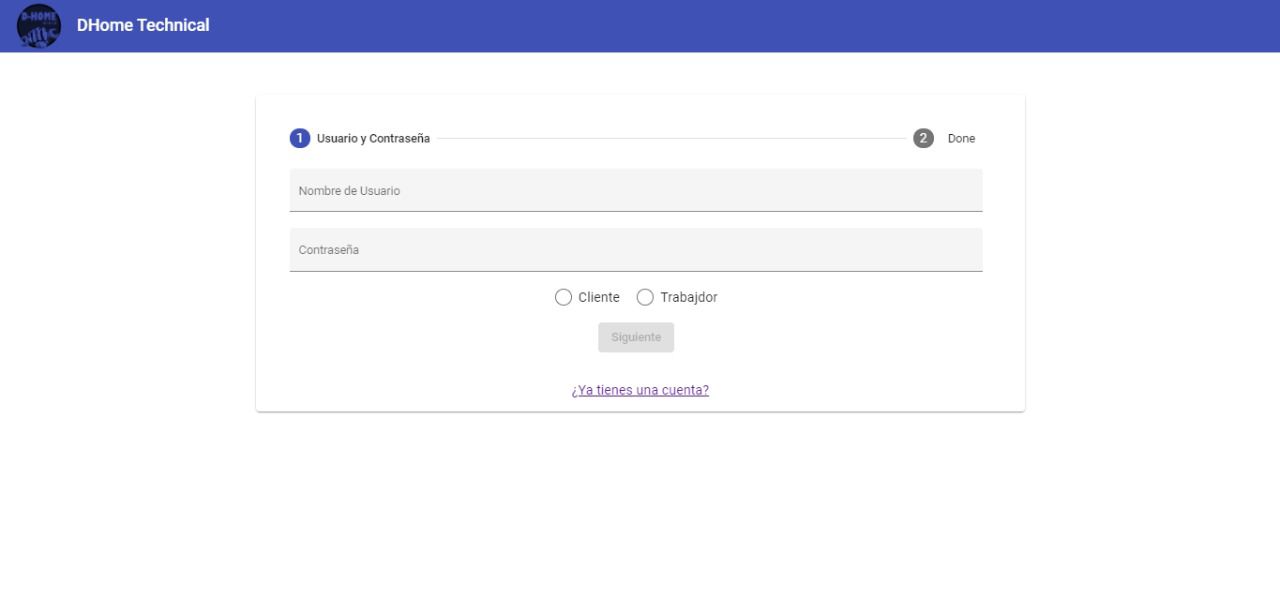 D-HOME
DHome Technical
1 Usuario y Contraseña 2 Done
Nombre de Usuario
Contraseña
Cliente Trabajdor
Siguiente
¿Ya tienes una cuenta?